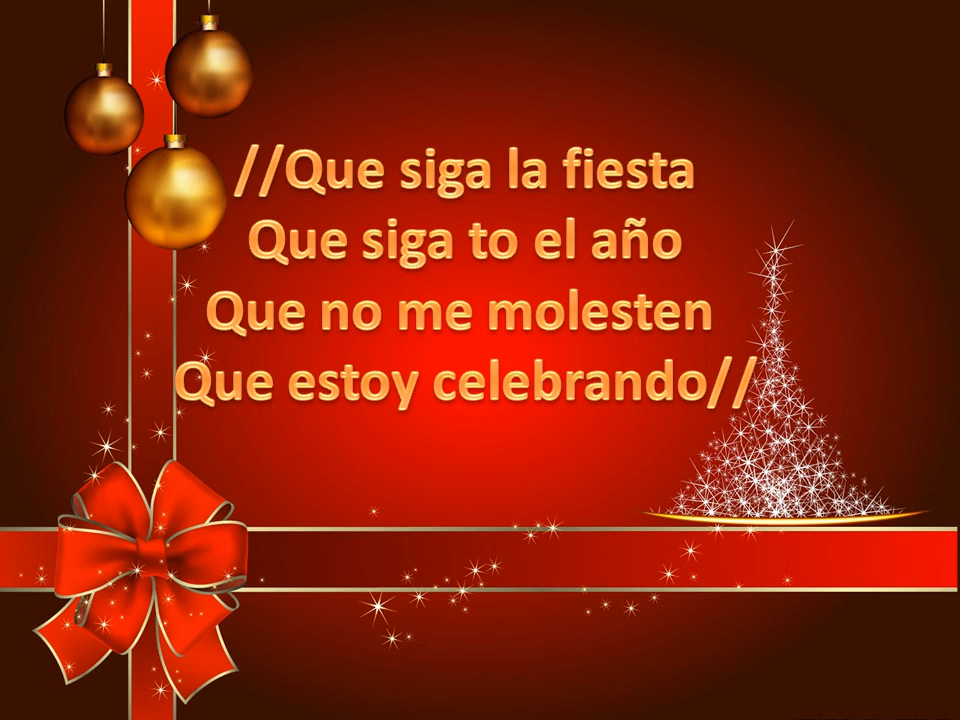 //Que siga la fiesta
Que siga to el año
Que no me molesten
Que estoy celebrando//